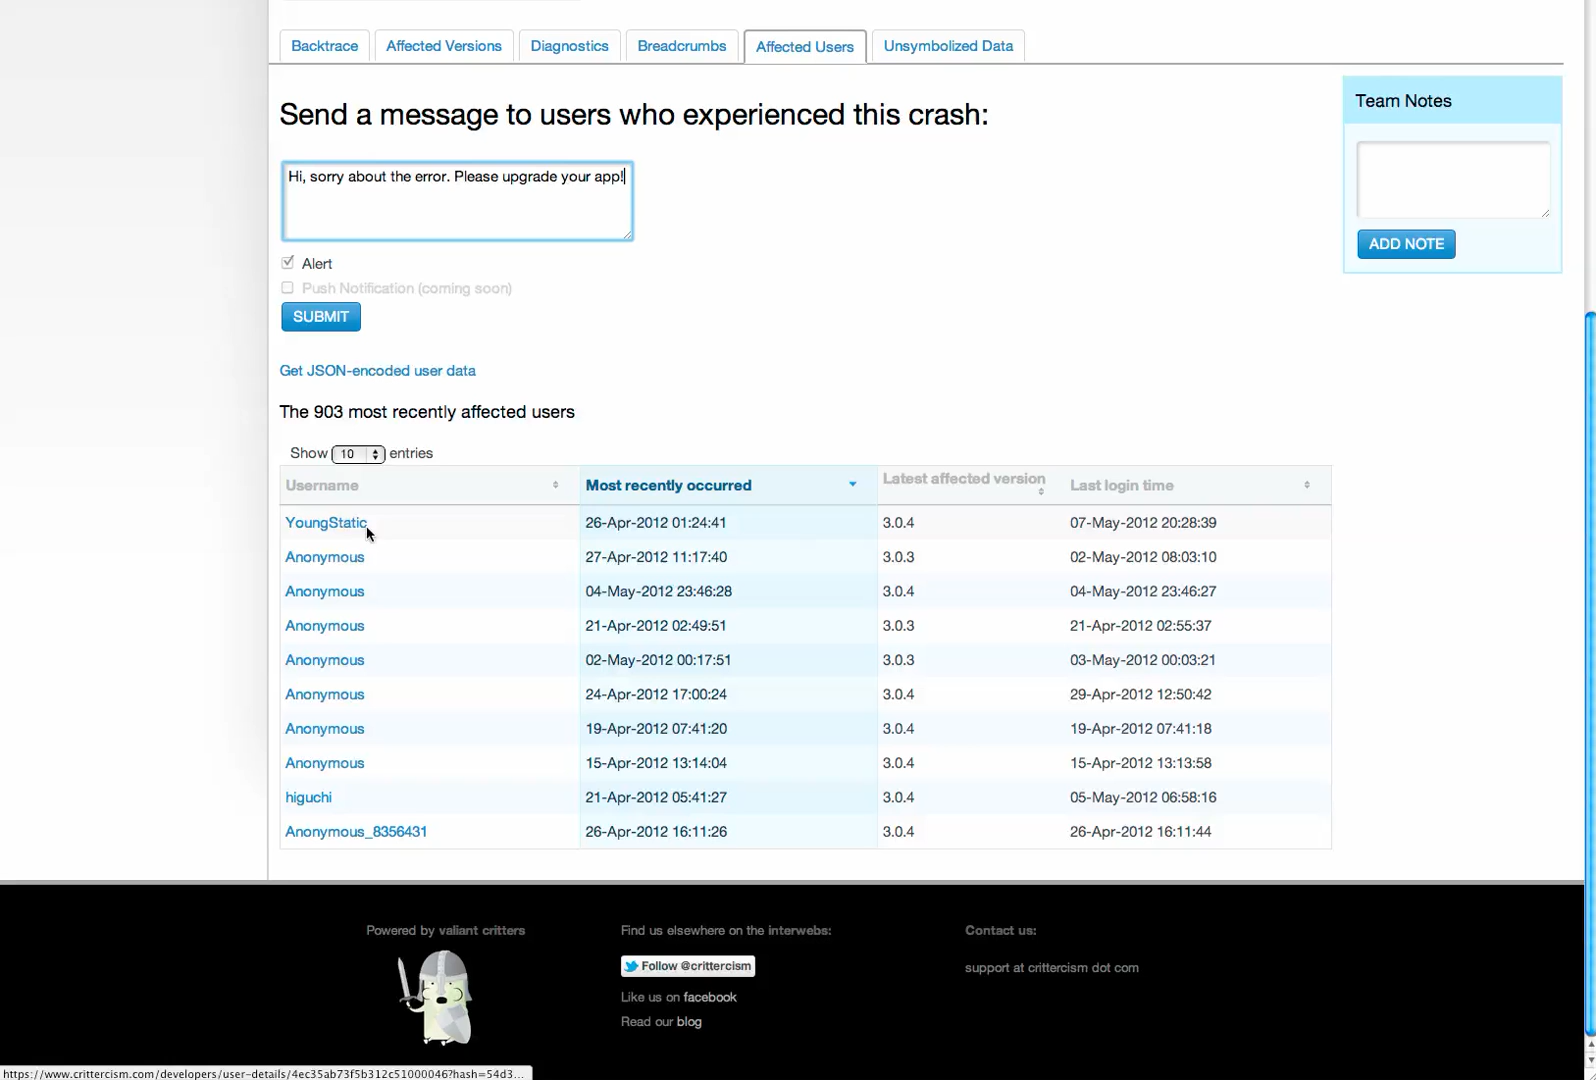 Backtrace
Affected Versions
Diagnostics
Breadcrumbs
Affected Users
Unsymbolized Data
Send a message to users who experienced this crash:
Hi, sorry about the error. Please upgrade your app!
Alert
Push Notification (coming soon)
SUBMIT
Team Notes
ADD NOTE
Get JSON-encoded user data
The 903 most recently affected users
Show 10 entries
Username Most recently occurred Latest affected version Last login time
YoungStatic 26-Apr-2012 01:24:41 3.0.4 07-May-2012 20:28:39
Anonymous 27-Apr-2012 11:17:40 3.0.3 02-May-2012 08:03:10
Anonymous 04-May-2012 23:46:28 3.0.4 04-May-2012 23:46:27
Anonymous 21-Apr-2012 02:49:51 3.0.3 21-Apr-2012 02:55:37
Anonymous 02-May-2012 00:17:51 3.0.3 03-May-2012 00:03:21
Anonymous 24-Apr-2012 17:00:24 3.0.4 29-Apr-2012 12:50:42
Anonymous 19-Apr-2012 07:41:20 3.0.4 19-Apr-2012 07:41:18
Anonymous 15-Apr-2012 13:14:04 3.0.4 15-Apr-2012 13:13:58
higuchi 21-Apr-2012 05:41:27 3.0.4 05-May-2012 06:58:16
Anonymous_8356431 26-Apr-2012 16:11:26 3.0.4 26-Apr-2012 16:11:44
Powered by valiant critters
Find us elsewhere on the interwebs:
Follow @crittercism
Like us on facebook
Read our blog
Contact us:
support at crittercism dot com
https://www.crittercism.com/developers/user-details/4ec35ab73f5b312c51000046?hash=54d3...